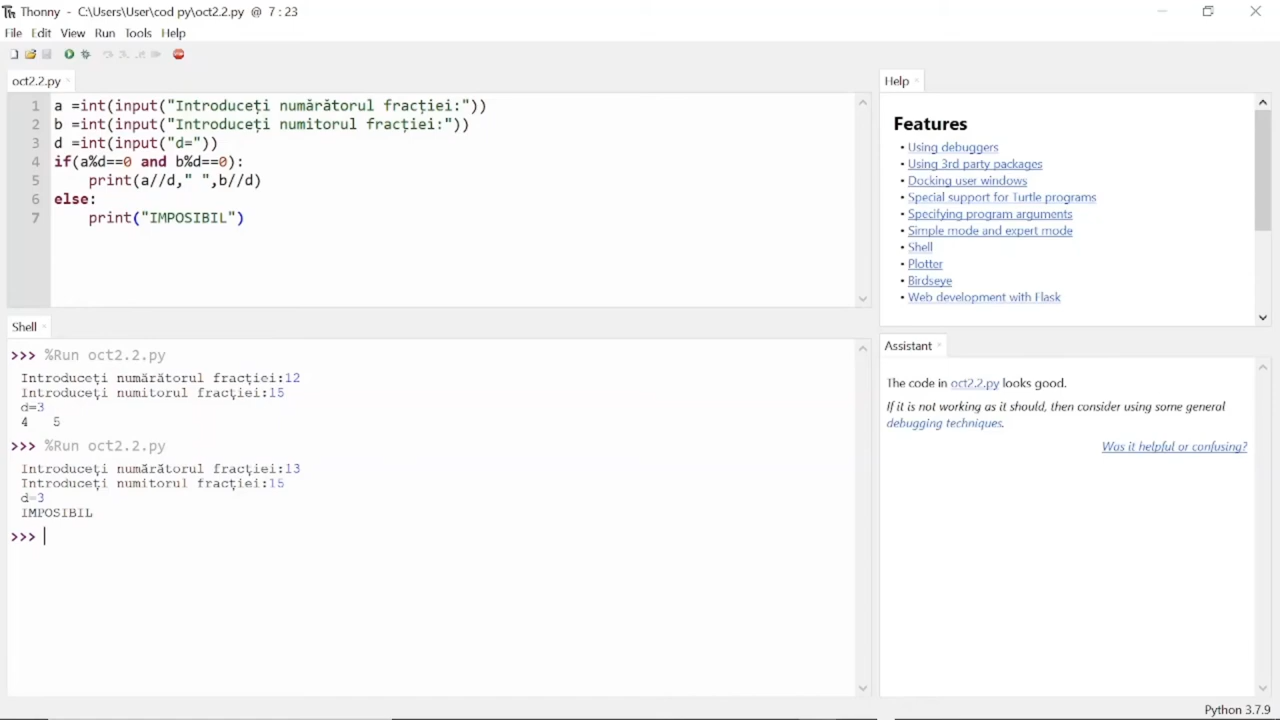 Thonny - C:\Users\User\cod py\oct2.2.py @ 7 : 23
File Edit View Run Tools Help
oct2.2.py
1 a =int(input("Introduceți numărătorul fracției:"))
2 b =int(input("Introduceți numitorul fracției:"))
3 d =int(input("d="))
4 if(a%d==0 and b%d==0):
5     print(a//d," ",b//d)
6 else:
7     print("IMPOSIBIL")
Shell
>>> %Run oct2.2.py
Introduceți numărătorul fracției:12
Introduceți numitorul fracției:15
d=3
4   5
>>> %Run oct2.2.py
Introduceți numărătorul fracției:13
Introduceți numitorul fracției:15
d=3
IMPOSIBIL
>>>
Help
Features
• Using debuggers
• Using 3rd party packages
• Docking user windows
• Special support for Turtle programs
• Specifying program arguments
• Simple mode and expert mode
• Shell
• Plotter
• Birdseye
• Web development with Flask
Assistant
The code in oct2.2.py looks good.
If it is not working as it should, then consider using some general
debugging techniques.
Was it helpful or confusing?
Python 3.7.9